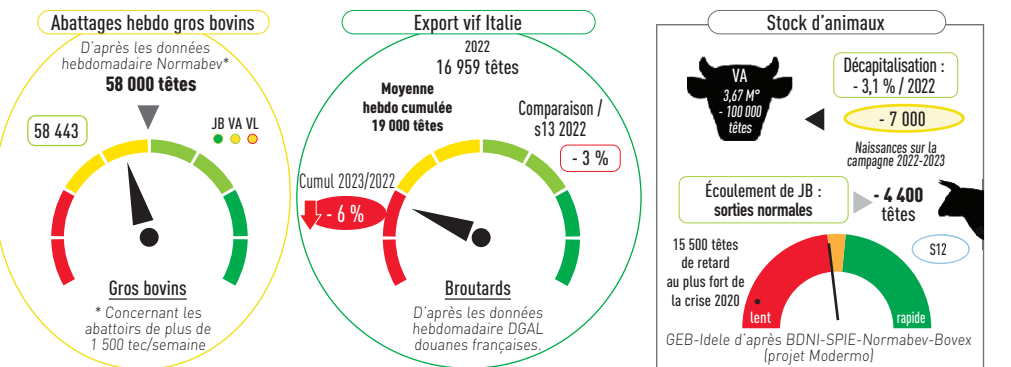 Abattages hebdo gros bovins
D'après les données
hebdomadaire Normabev*
58 000 têtes
58 443
JB VA VL
Gros bovins
* Concernant les
abattoirs de plus de
1 500 tec/semaine
Export vif Italie
2022
16 959 têtes
Moyenne
hebdo cumulée
19 000 têtes
Comparaison /
s13 2022
- 3 %
Cumul 2023/2022
- 6 %
Broutards
D'après les données
hebdomadaire DGAL
douanes françaises.
Stock d'animaux
VA
3,67 M°
- 100 000
têtes
Décapitalisation :
- 3,1 % / 2022
- 7 000
Naissances sur la
campagne 2022-2023
Écoulement de JB :
sorties normales
- 4 400
têtes
S12
15 500 têtes
de retard
au plus fort de
la crise 2020
lent
rapide
GEB-Idele d'après BDNI-SPIE-Normabev-Bovex
(projet Modermo)